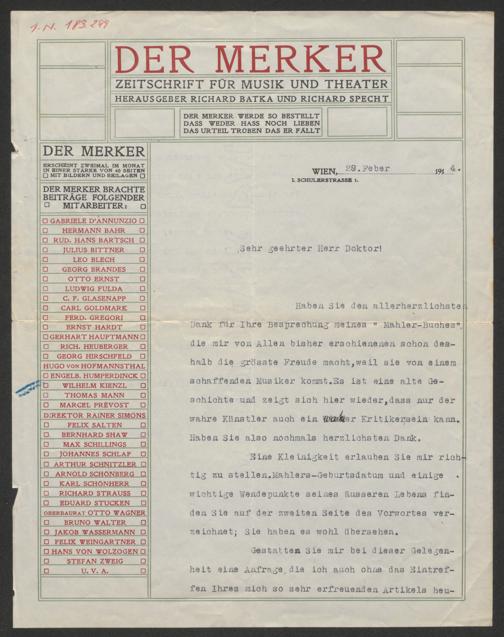 I.N. 183.299
DER MERKER
ZEITSCHRIFT FÜR MUSIK UND THEATER
HERAUSGEBER RICHARD BATKA UND RICHARD SPECHT
DER MERKER WERDE SO BESTELLT
DASS WEDER HASS NOCH LIEBEN
DAS URTEIL TRÜBEN DAS ER FÄLLT
DER MERKER
ERSCHEINT ZWEIMAL IM MONAT
IN EINER STÄRKE VON 40 SEITEN
MIT BILDERN UND BEILAGEN
DER MERKER BRACHTE
BEITRÄGE FOLGENDER
MITARBEITER:
GABRIELE D'ANNUNZIO
HERMANN BAHR
RUD. HANS BARTSCH
JULIUS BITTNER
LEO BLECH
GEORG BRANDES
OTTO ERNST
LUDWIG FULDA
C. F. GLASENAPP
CARL GOLDMARK
FERD. GREGORI
ERNST HARDT
GERHART HAUPTMANN
RICH. HEUBERGER
GEORG HIRSCHFELD
HUGO VON HOFMANNSTHAL
ENGELB. HUMPERDINCK
WILHELM KIENZL
THOMAS MANN
MARCEL PRÉVOST
DIREKTOR RAINER SIMONS
FELIX SALTEN
BERNHARD SHAW
MAX SCHILLINGS
JOHANNES SCHLAF
ARTHUR SCHNITZLER
ARNOLD SCHÖNBERG
KARL SCHÖNHERR
RICHARD STRAUSS
EDUARD STUCKEN
OBERBAURAT OTTO WAGNER
BRUNO WALTER
JAKOB WASSERMANN
FELIX WEINGARTNER
HANS VON WOLZOGEN
STEFAN ZWEIG
U. V. A.
WIEN, 28.Feber 1914.
I. SCHULERSTRASSE 1.
Sehr geehrter Herr Doktor!
Haben Sie den allerherzlichsten
Dank für Ihre Besprechung meines " Mahler-Buches",
die mir von Allen bisher erschienenen schon des-
halb die grösste Freude macht,weil sie von einem
schaffenden Musiker kommt.Es ist eine alte Ge-
schichte und zeigt sich hier wieder,dass nur der
wahre Künstler auch ein wahrer Kritikersein kann.
Haben Sie also nochmals herzlichsten Dank.
Eine Kleinigkeit erlauben Sie mir rich-
tig zu stellen.Mahlers-Geburtsdatum und einige
wichtige Wendepunkte seines äusseren Lebens fin-
den Sie auf der zweiten Seite des Vorwortes ver-
zeichnet; Sie haben es wohl übersehen.
Gestatten Sie mir bei dieser Gelegen-
heit eine Anfrage,die ich auch ohne das Eintref-
fen Ihres mich so sehr erfreuenden Artikels heu-